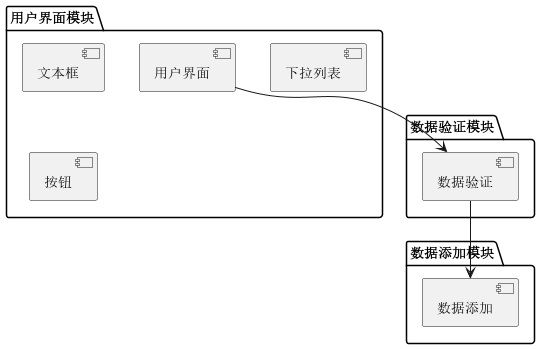 用户界面模块
文本框
用户界面
下拉列表
按钮
数据验证模块
数据验证
数据添加模块
数据添加